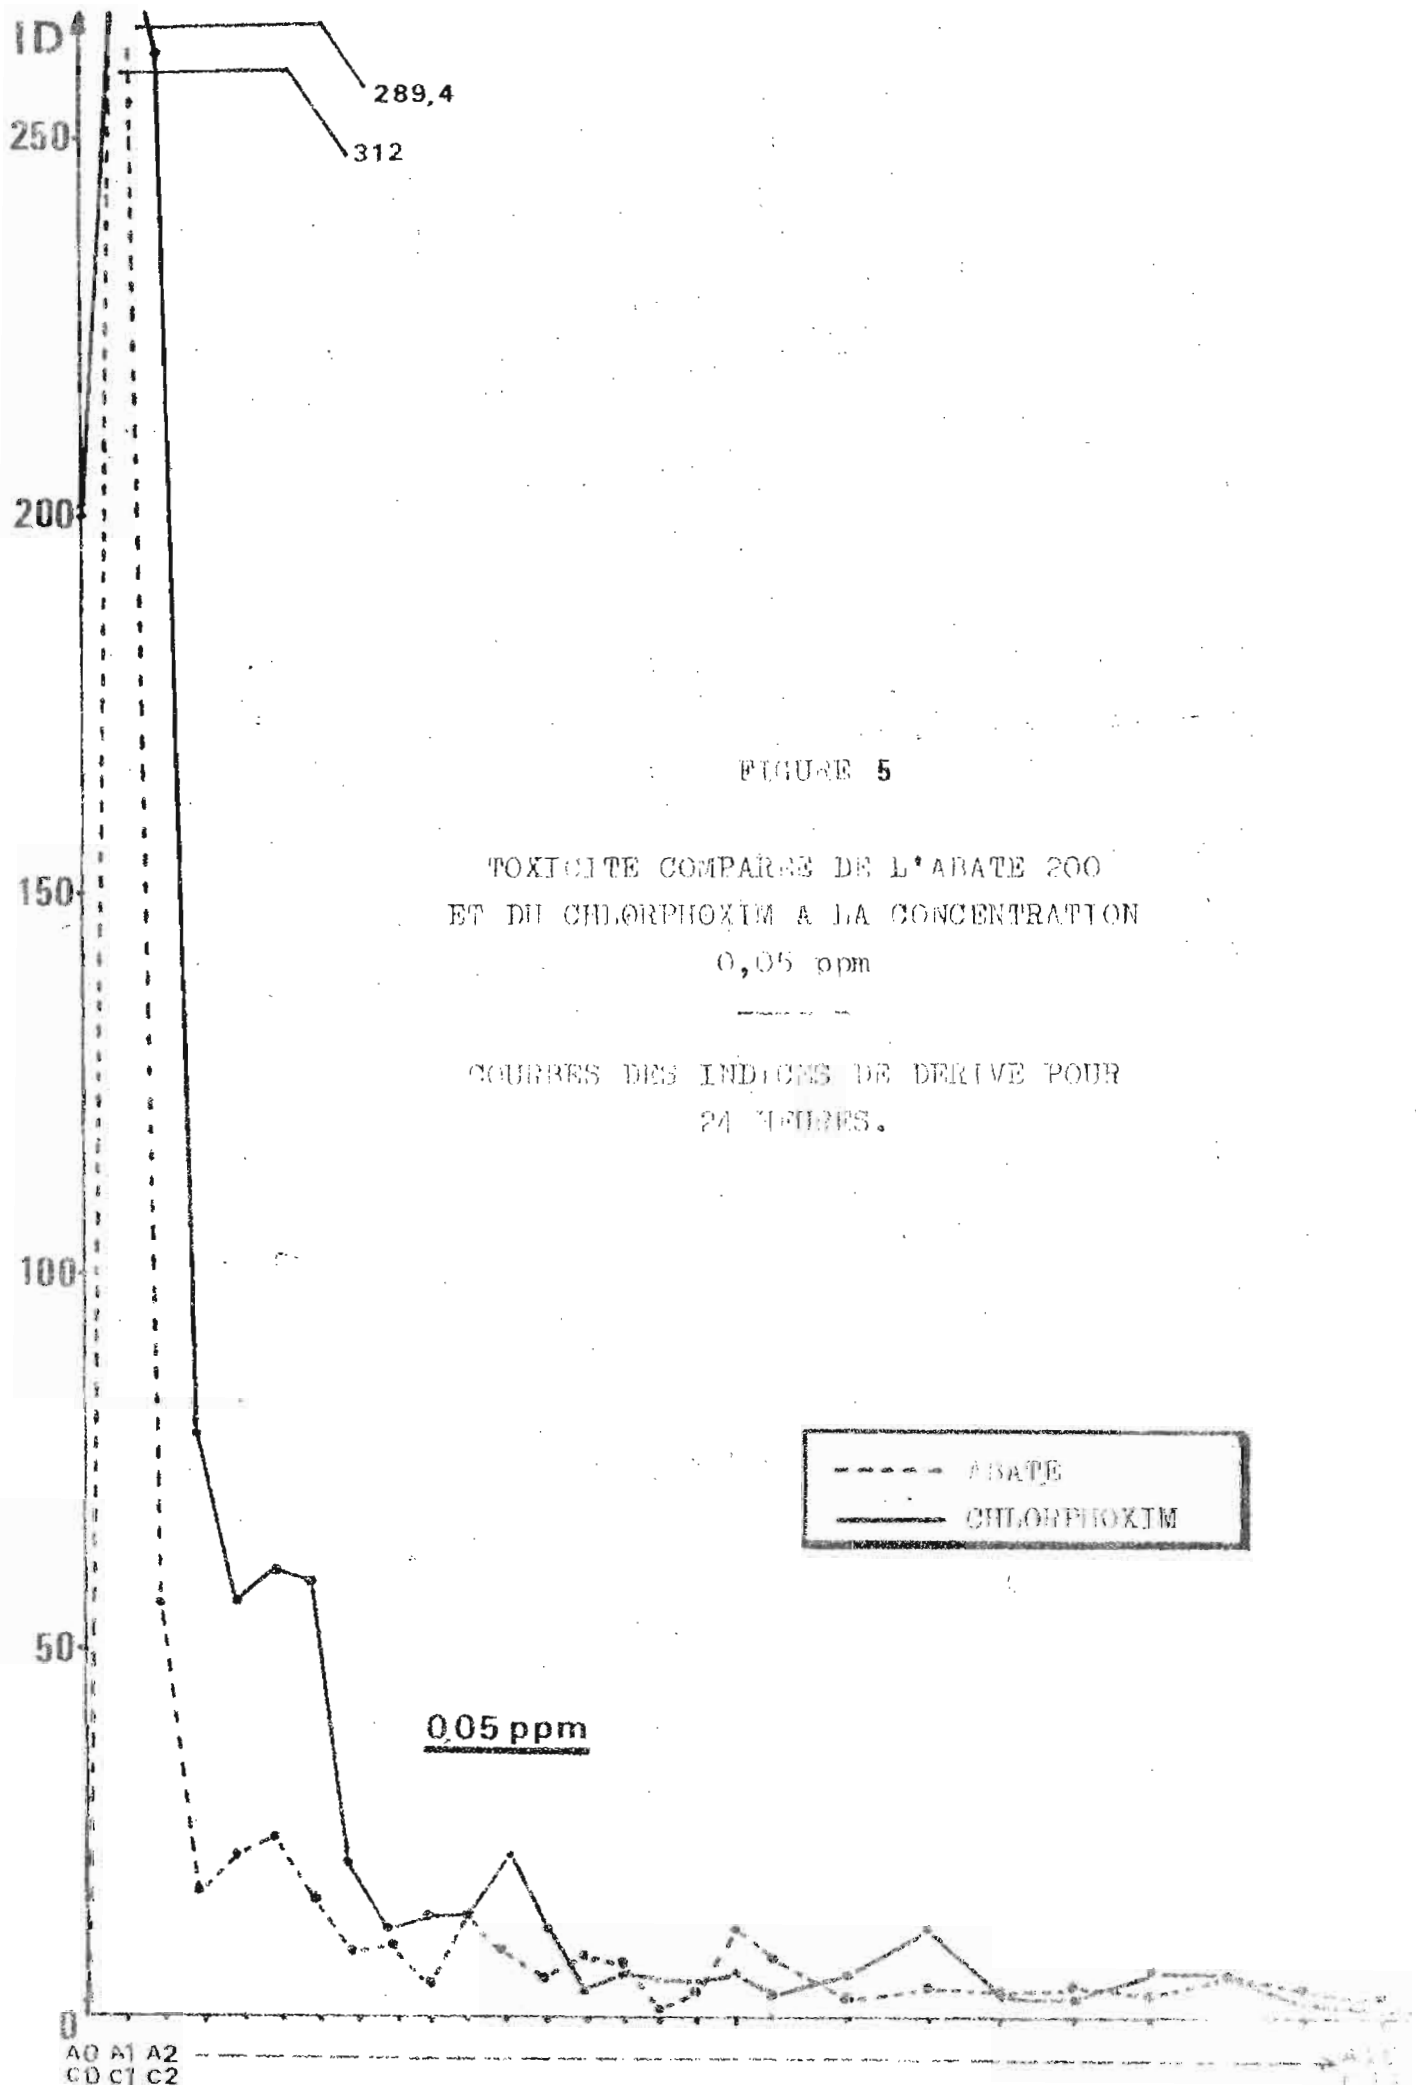 ID
289,4
250
312
200
FIGURE 5
TOXICITE COMPAREE DE L'ABATE 200
150
ET DU CHLORPHOXIM A LA CONCENTRATION
0,05 ppm
COURBES DES INDICES DE DERIVE POUR
24 HEURES.
100
ABATE
CHLORPHOXIM
50
0,05 ppm
0
A0 A1 A2
C0 C1 C2